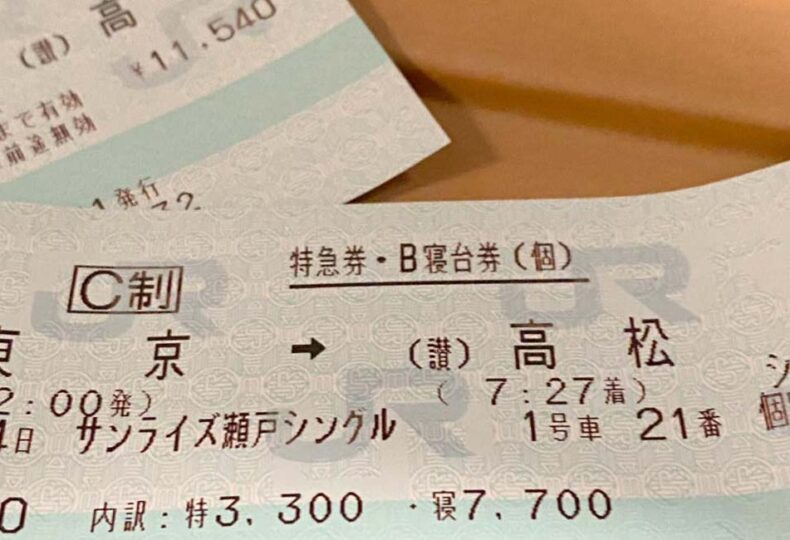 (讃) 高
¥11,540
まで有効
前途無効
1発行
32
C制 特急券・B寝台券(個)
東京 → (讃) 高松
2:00発) ( 7:27着)
4日 サンライズ瀬戸シングル 1号車 21番 個
0 内訳:特3,300 ・寝7,700